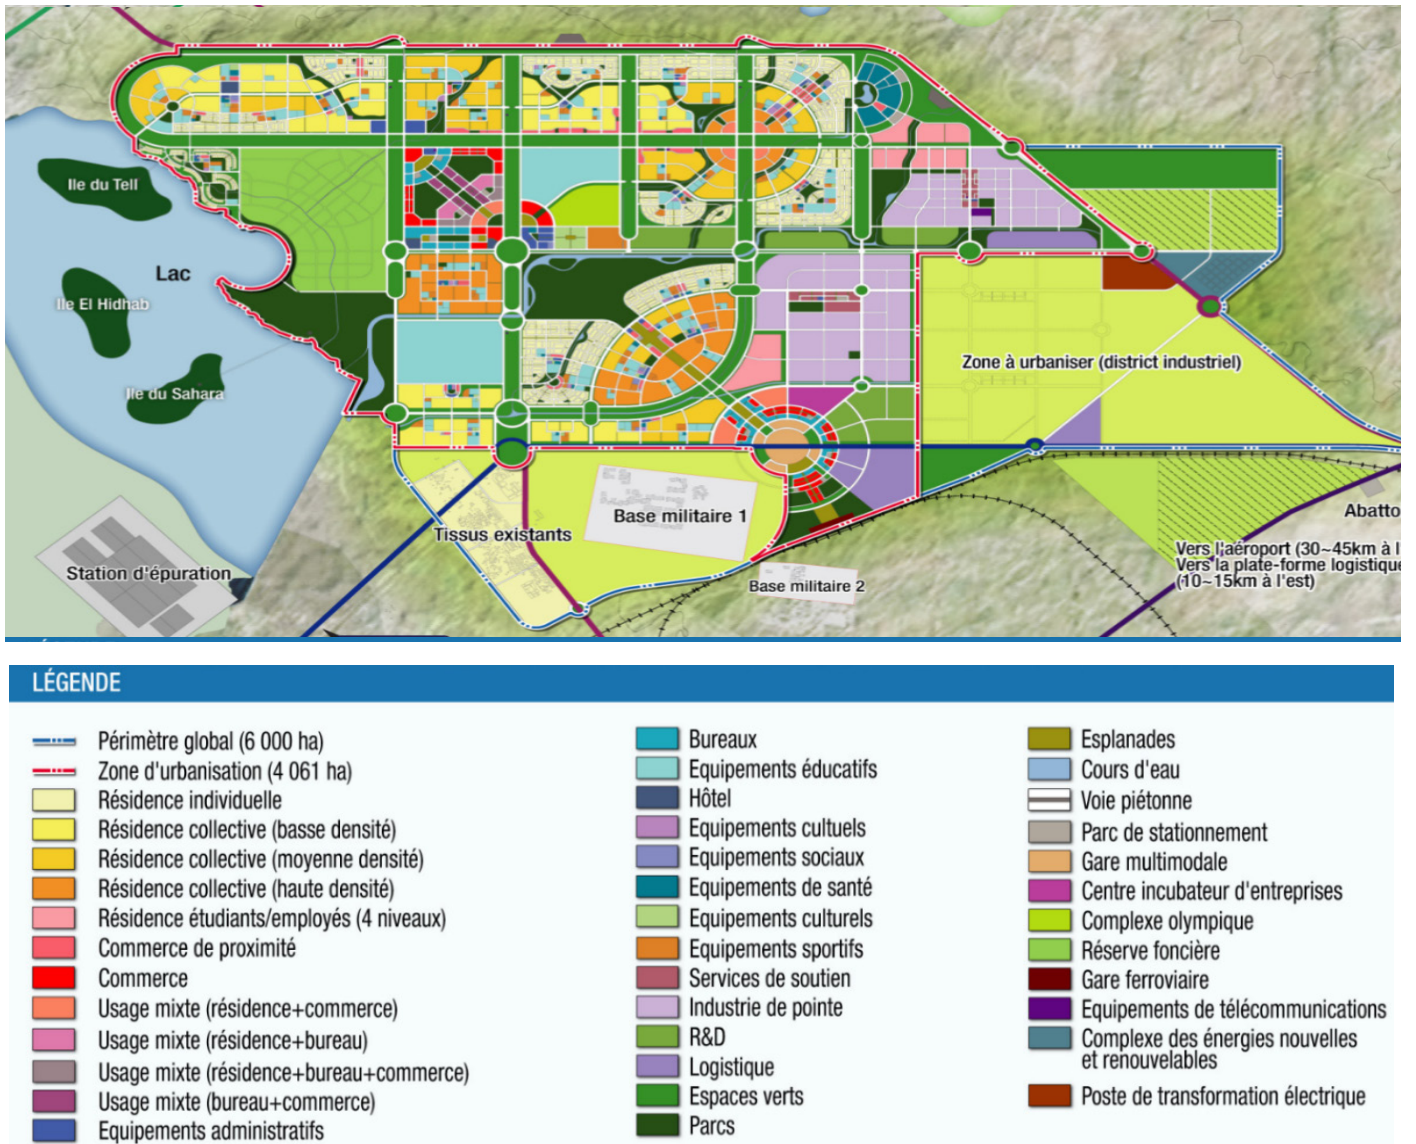 Ile du Tell
Lac
Ile El Hidhab
Ile du Sahara
Zone à urbaniser (district industriel)
Base militaire 1
Tissus existants
Station d'épuration
Base militaire 2
Abatto
Vers l'aéroport (30~45km à l
Vers la plate-forme logistique
(10~15km à l'est)
LÉGENDE
Périmètre global (6 000 ha)
Zone d'urbanisation (4 061 ha)
Résidence individuelle
Résidence collective (basse densité)
Résidence collective (moyenne densité)
Résidence collective (haute densité)
Résidence étudiants/employés (4 niveaux)
Commerce de proximité
Commerce
Usage mixte (résidence+commerce)
Usage mixte (résidence+bureau)
Usage mixte (résidence+bureau+commerce)
Usage mixte (bureau+commerce)
Equipements administratifs
Bureaux
Equipements éducatifs
Hôtel
Equipements cultuels
Equipements sociaux
Equipements de santé
Equipements culturels
Equipements sportifs
Services de soutien
Industrie de pointe
R&D
Logistique
Espaces verts
Parcs
Esplanades
Cours d'eau
Voie piétonne
Parc de stationnement
Gare multimodale
Centre incubateur d'entreprises
Complexe olympique
Réserve foncière
Gare ferroviaire
Equipements de télécommunications
Complexe des énergies nouvelles
et renouvelables
Poste de transformation électrique